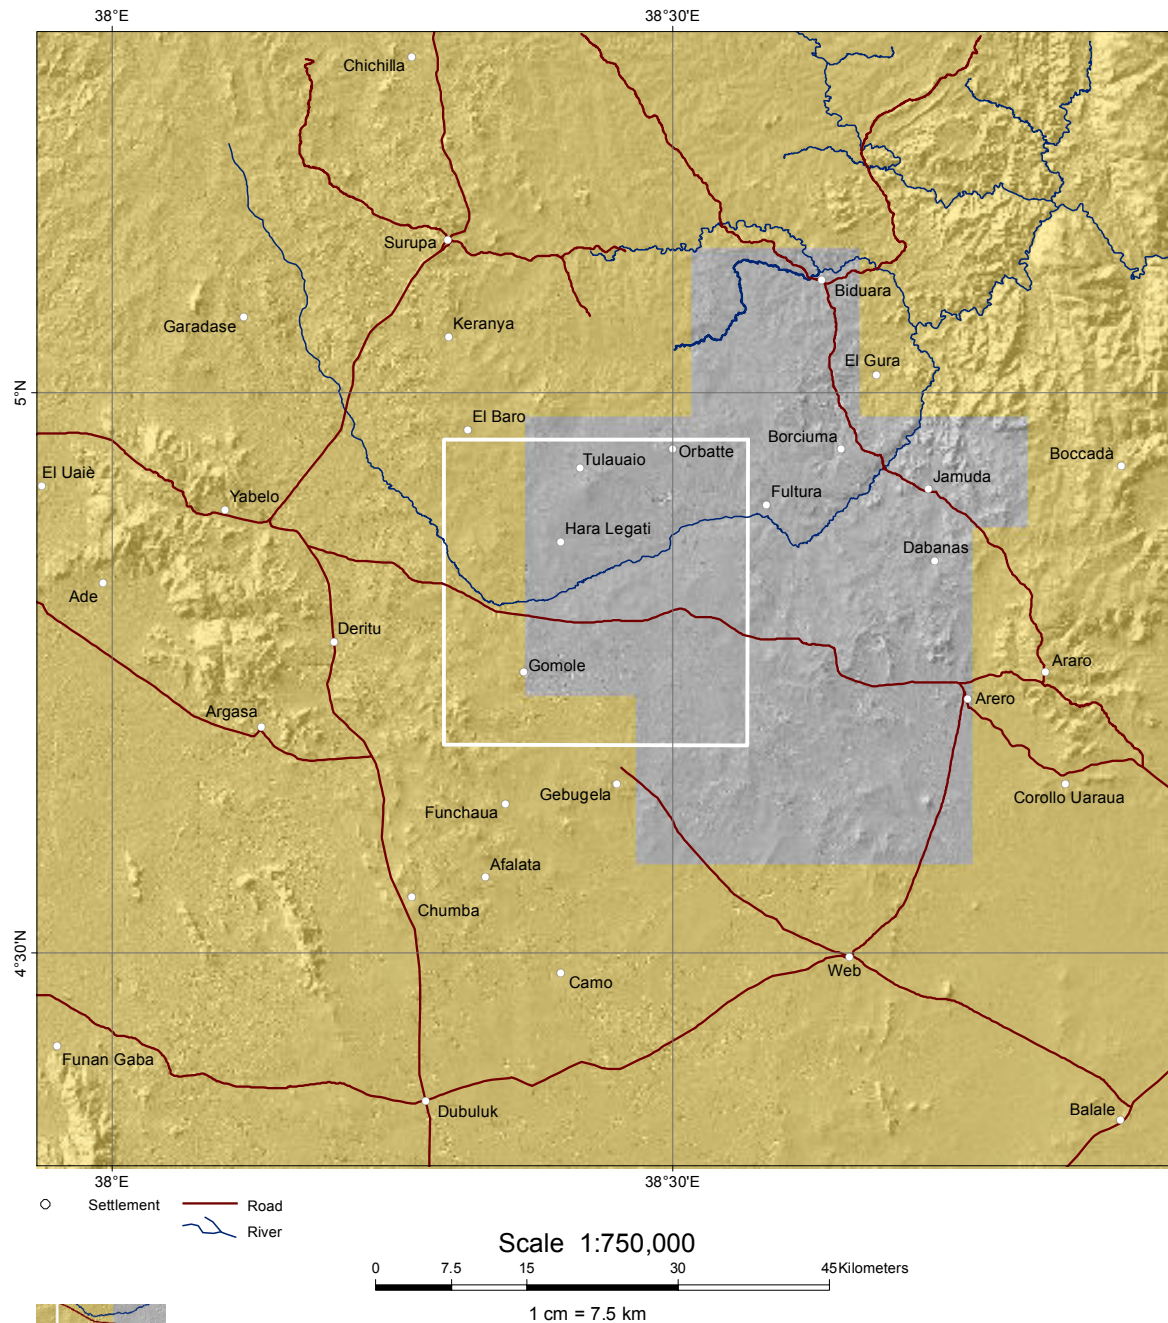 38°E 38°30'E
Chichilla
Surupa
Biduara
Garadase
Keranya
El Gura
5°N
El Baro
Borciuma
Orbatte
Boccadà
Tulauaio
El Uaiè
Jamuda
Yabelo
Fultura
Hara Legati
Dabanas
Ade
Deritu
Gomole
Araro
Arero
Argasa
Gebugela
Corollo Uaraua
Funchaua
Afalata
Chumba
4°30'N
Web
Camo
Funan Gaba
Dubuluk
Balale
38°E 38°30'E
Settlement Road
River
Scale 1:750,000
0 7.5 15 30 45Kilometers
1 cm = 7.5 km